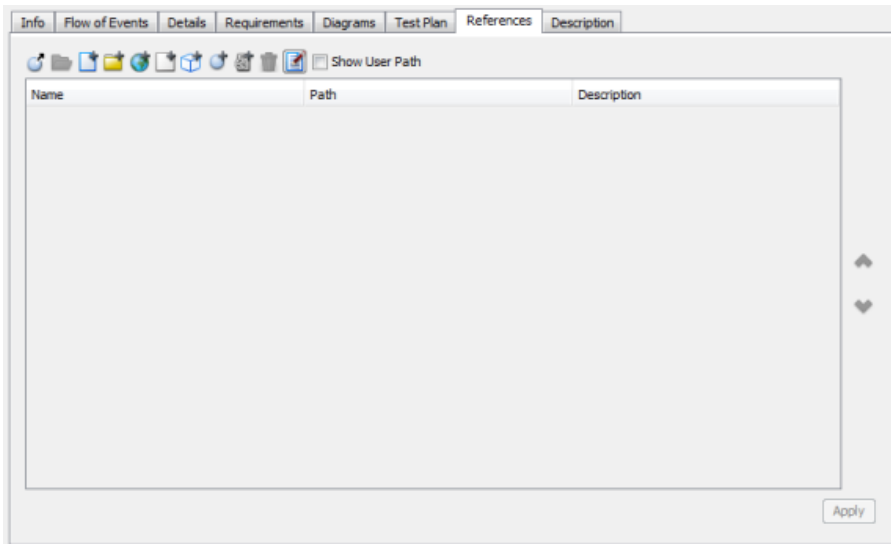 Info Flow of Events Details Requirements Diagrams Test Plan References Description
Show User Path
Name Path Description
Apply